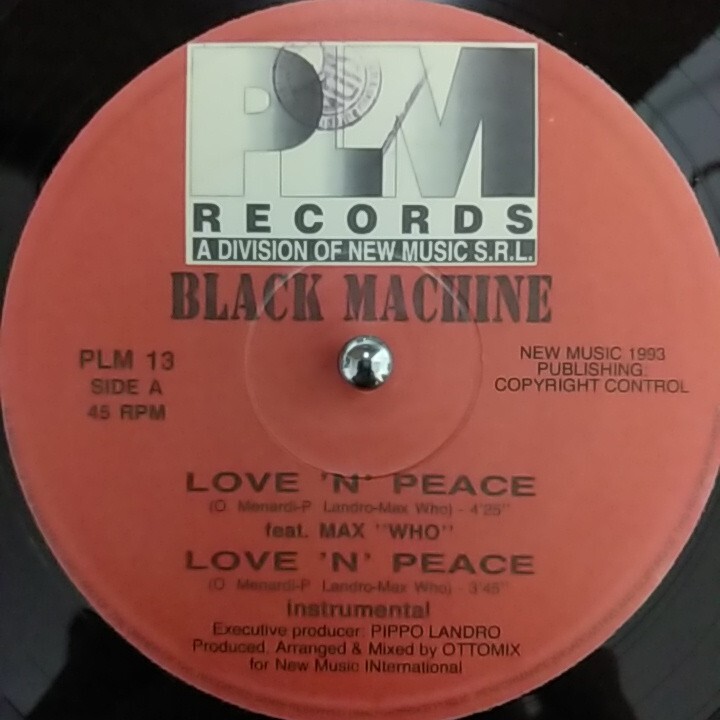 PLM
RECORDS
A DIVISION OF NEW MUSIC S.R.L.
BLACK MACHINE
PLM 13
SIDE A
45 RPM
NEW MUSIC 1993
PUBLISHING:
COPYRIGHT CONTROL
LOVE 'N' PEACE
(O. Menardi-P. Landro-Max Who) - 4'25"
feat. MAX "WHO"
LOVE 'N' PEACE
(O. Menardi-P. Landro-Max Who) - 3'45"
Instrumental
Executive producer: PIPPO LANDRO
Produced, Arranged & Mixed by OTTOMIX
for New Music INternational